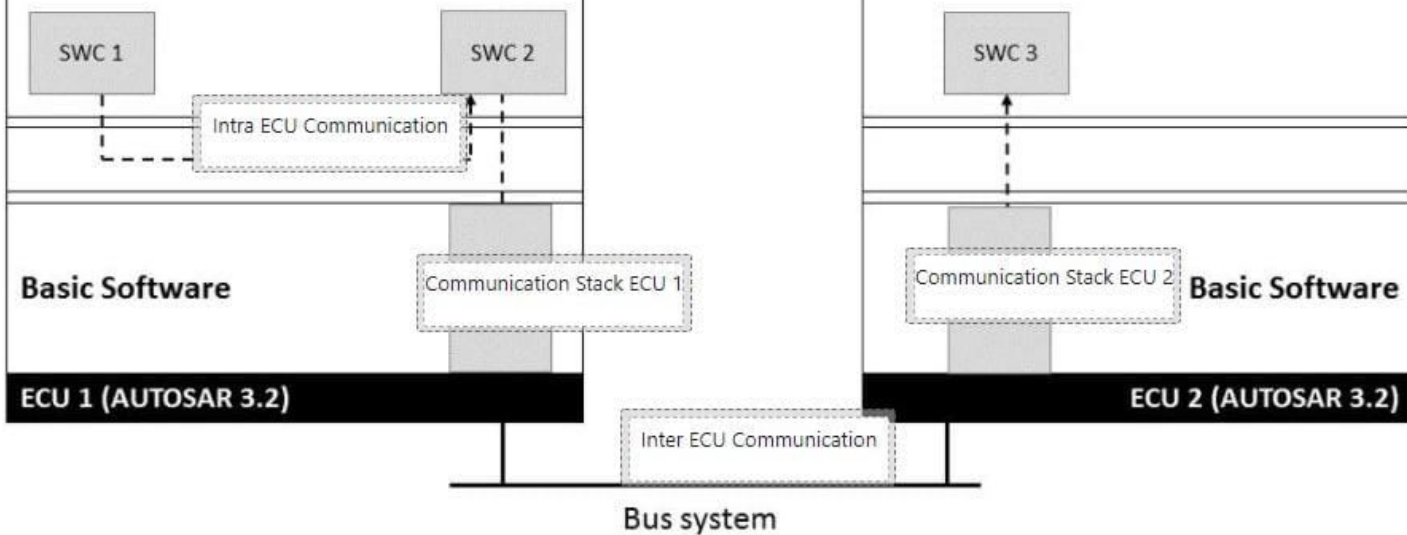 SWC 1
SWC 2
SWC 3
Intra ECU Communication
Basic Software
Communication Stack ECU 1
Communication Stack ECU 2
Basic Software
ECU 1 (AUTOSAR 3.2)
ECU 2 (AUTOSAR 3.2)
Inter ECU Communication
Bus system